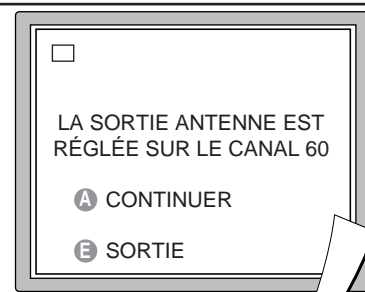 LA SORTIE ANTENNE EST
RÉGLÉE SUR LE CANAL 60
A CONTINUER
E SORTIE